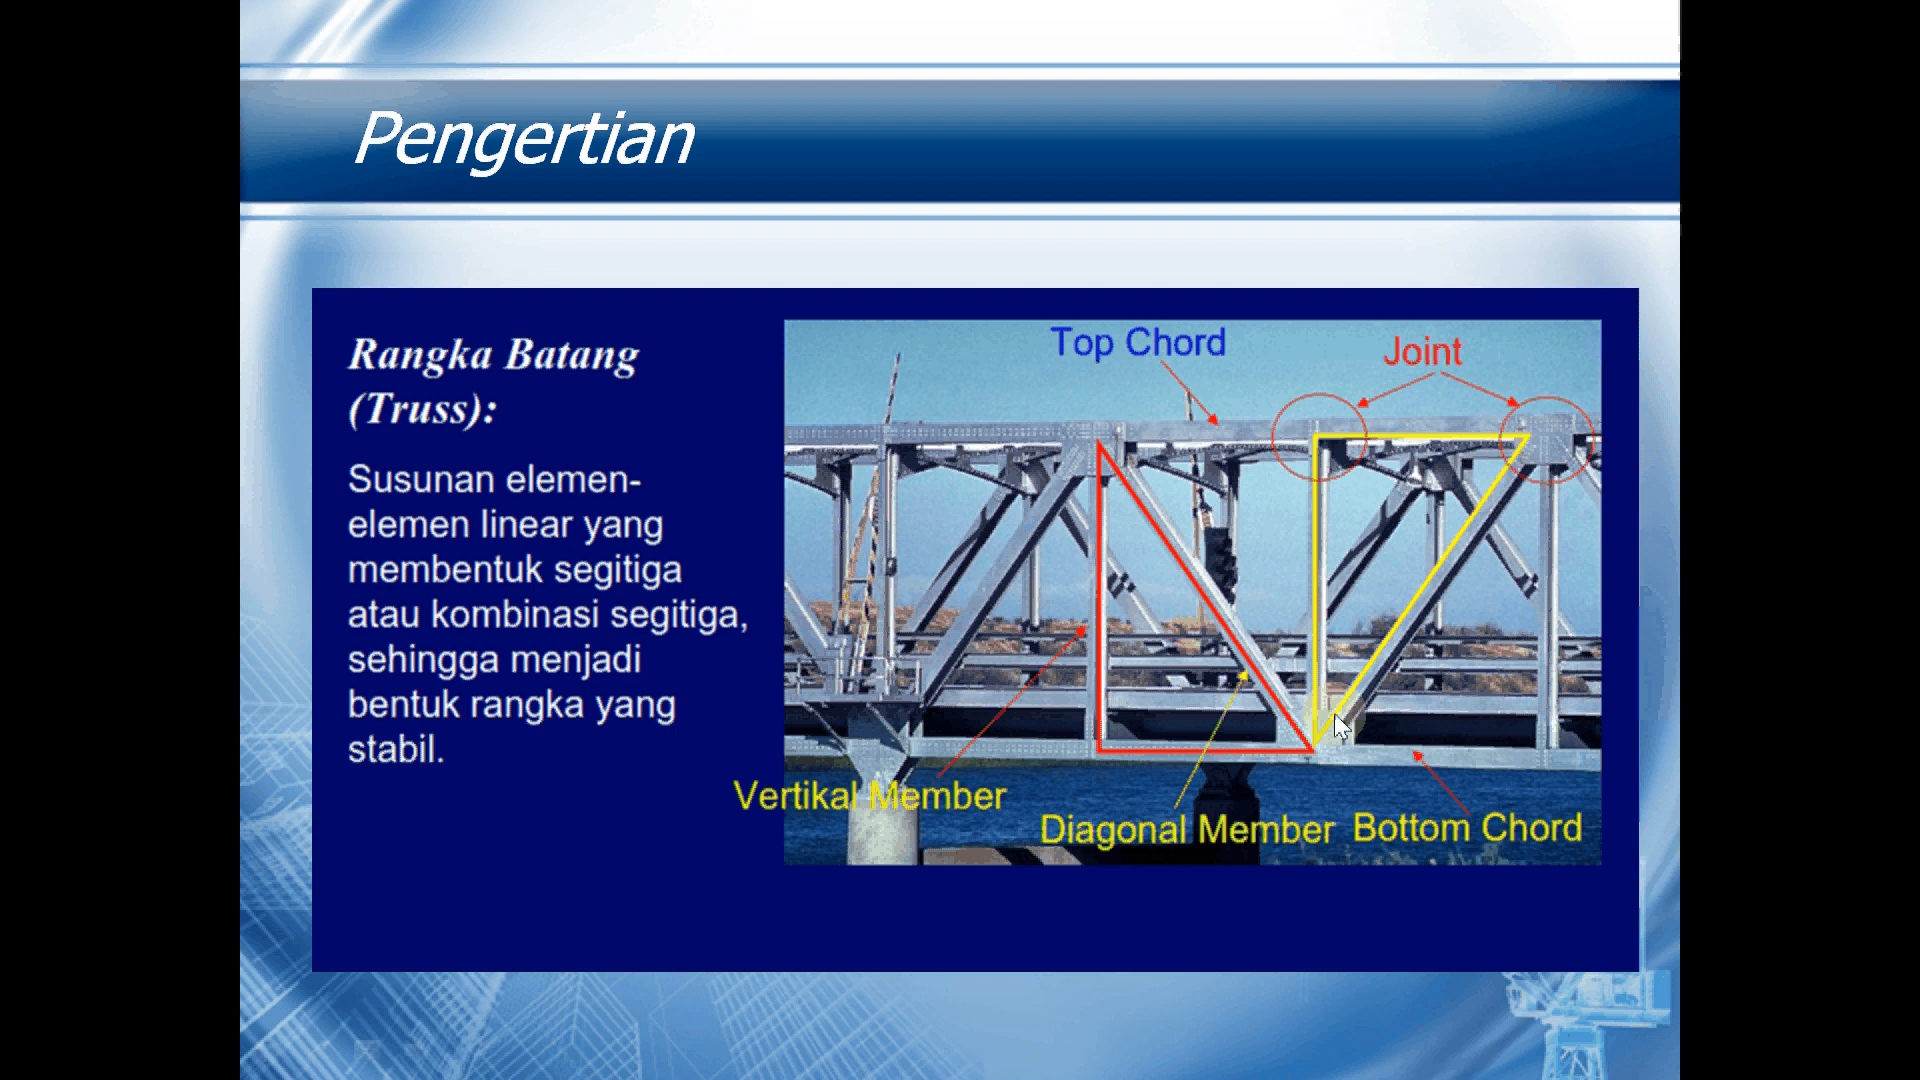 Pengertian
Rangka Batang
(Truss):
Susunan elemen-
elemen linear yang
membentuk segitiga
atau kombinasi segitiga,
sehingga menjadi
bentuk rangka yang
stabil.
Top Chord
Joint
Vertikal Member
Diagonal Member
Bottom Chord